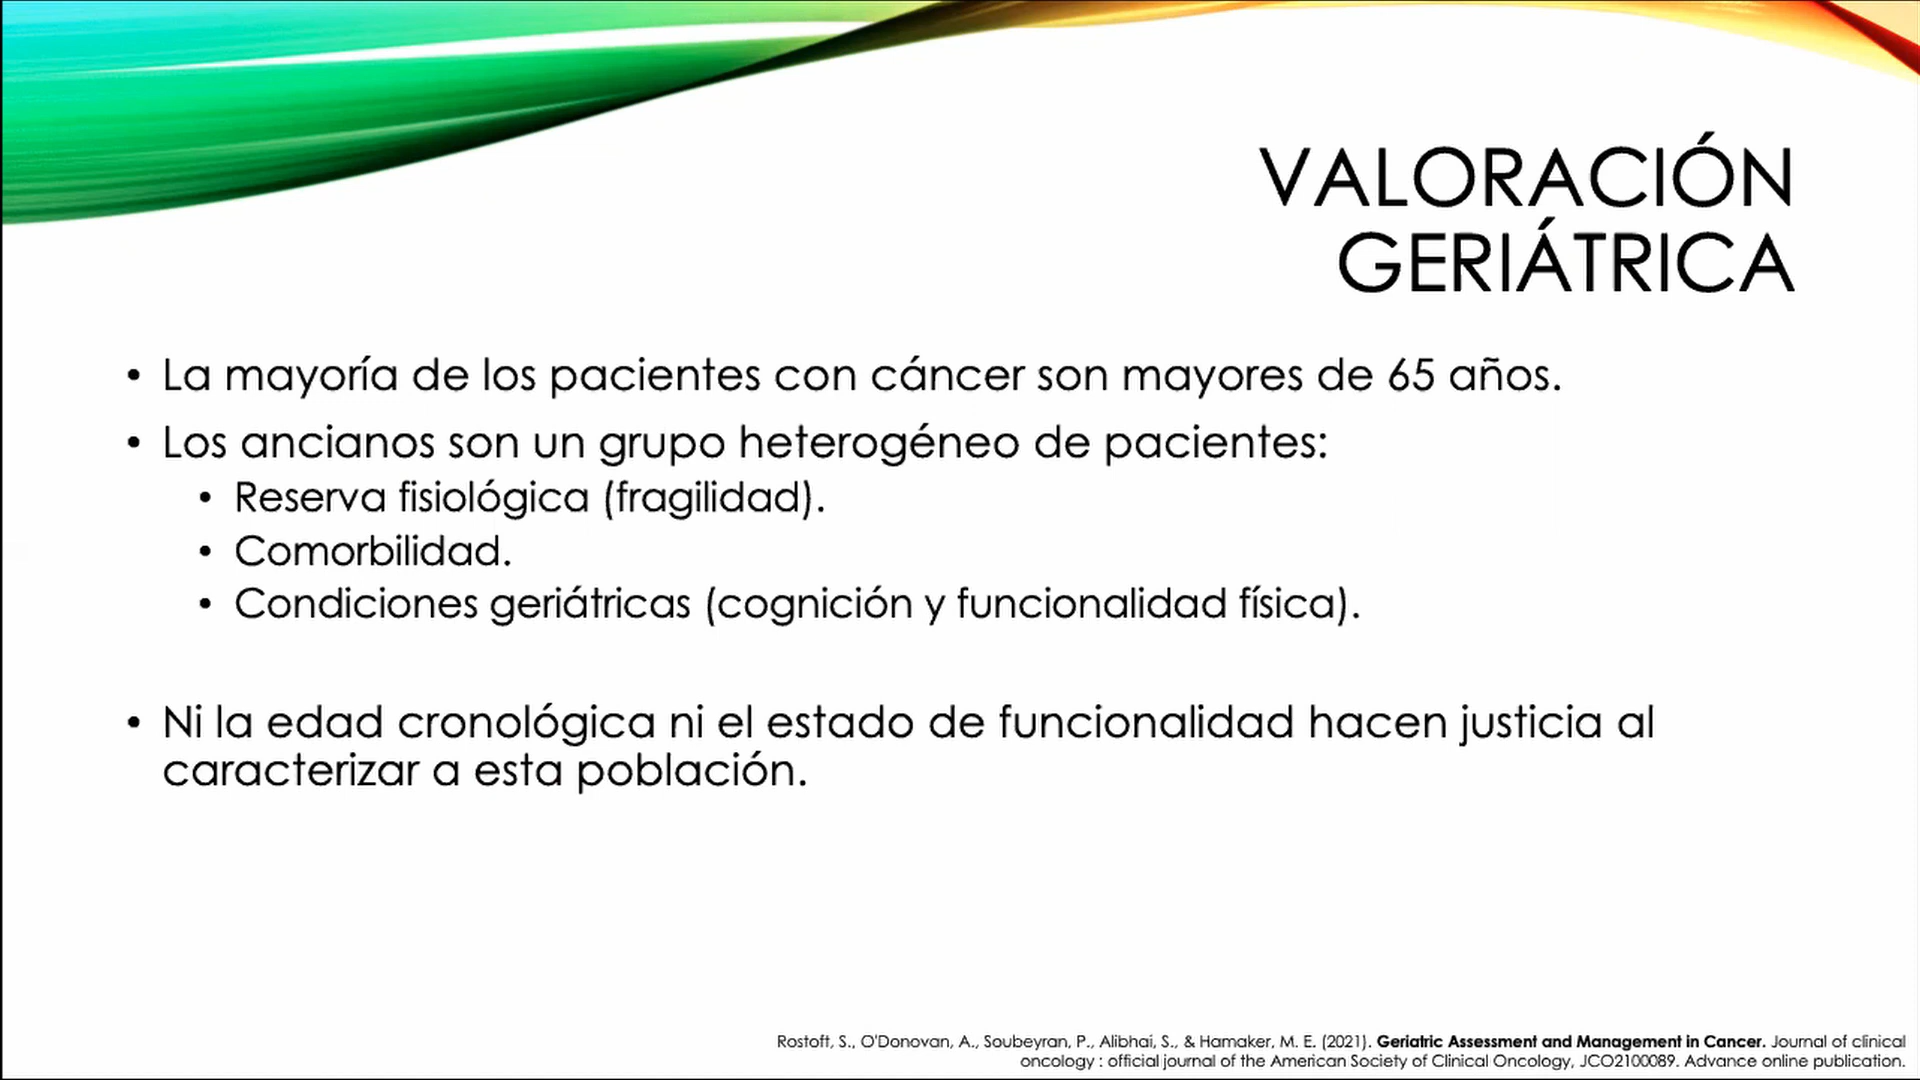 VALORACIÓN
GERIÁTRICA
• La mayoría de los pacientes con cáncer son mayores de 65 años.
• Los ancianos son un grupo heterogéneo de pacientes:
• Reserva fisiológica (fragilidad).
• Comorbilidad.
• Condiciones geriátricas (cognición y funcionalidad física).
• Ni la edad cronológica ni el estado de funcionalidad hacen justicia al
caracterizar a esta población.
Rostoft, S., O'Donovan, A., Soubeyran, P., Alibhai, S., & Hamaker, M. E. (2021). Geriatric Assessment and Management in Cancer. Journal of clinical
oncology : official journal of the American Society of Clinical Oncology, JCO2100089. Advance online publication.